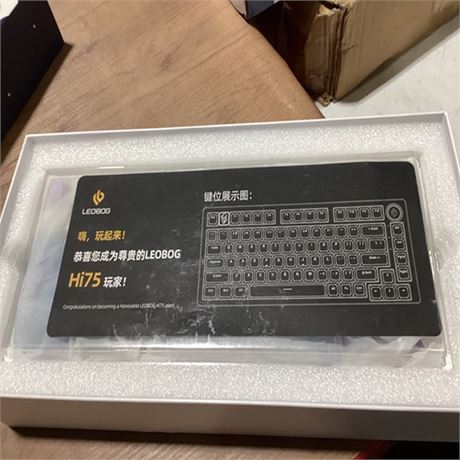 LEOBOG
嗨，玩起来！
恭喜您成为尊贵的LEOBOG
Hi75 玩家！
Congratulations on becoming a Honorable LEOBOG Hi75 user!
键位展示图：